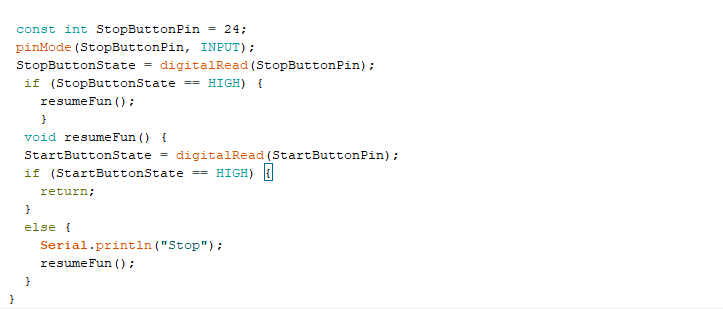 const int StopButtonPin = 24;
pinMode(StopButtonPin, INPUT);
StopButtonState = digitalRead(StopButtonPin);
if (StopButtonState == HIGH) {
resumeFun();
}
void resumeFun() {
StartButtonState = digitalRead(StartButtonPin);
if (StartButtonState == HIGH) {
return;
}
else {
Serial.println("Stop");
resumeFun();
}
}